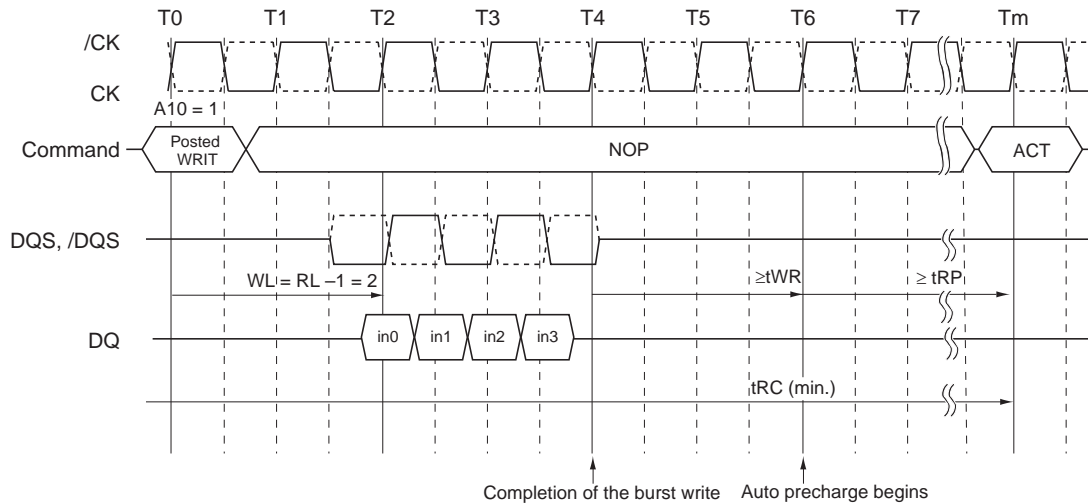 T0 T1 T2 T3 T4 T5 T6 T7 Tm
/CK
CK
A10 = 1
Command
Posted
WRIT
NOP
ACT
DQS, /DQS
WL = RL –1 = 2
≥tWR
≥ tRP
DQ
in0 in1 in2 in3
tRC (min.)
Completion of the burst write
Auto precharge begins